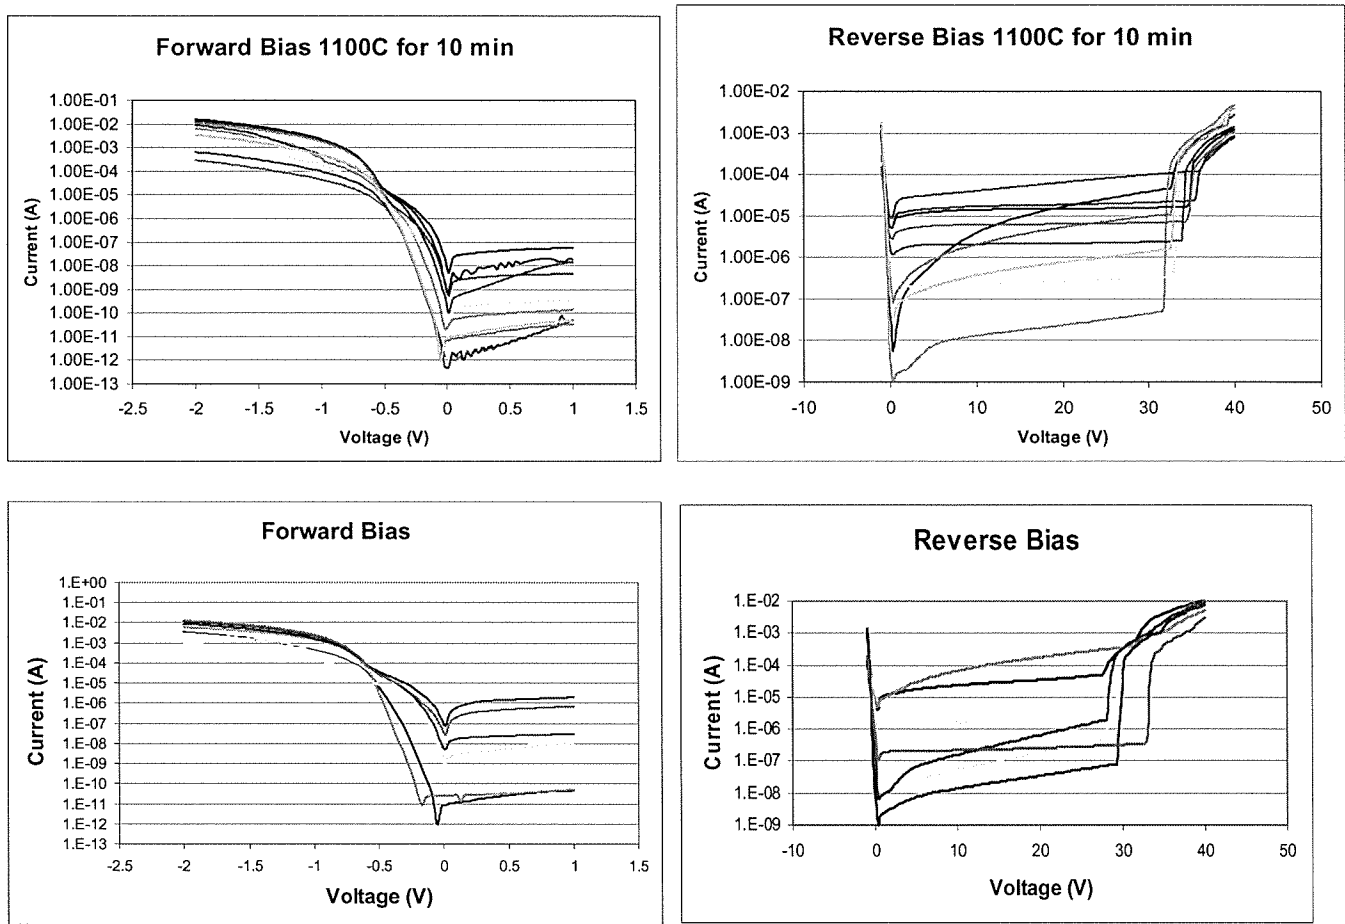 Forward Bias 1100C for 10 min
1.00E-01
1.00E-02
1.00E-03
1.00E-04
1.00E-05
1.00E-06
1.00E-07
1.00E-08
1.00E-09
1.00E-10
1.00E-11
1.00E-12
1.00E-13
Current (A)
-2.5 -2 -1.5 -1 -0.5 0 0.5 1 1.5
Voltage (V)
Reverse Bias 1100C for 10 min
1.00E-02
1.00E-03
1.00E-04
1.00E-05
1.00E-06
1.00E-07
1.00E-08
1.00E-09
Current (A)
-10 0 10 20 30 40 50
Voltage (V)
Forward Bias
1.E+00
1.E-01
1.E-02
1.E-03
1.E-04
1.E-05
1.E-06
1.E-07
1.E-08
1.E-09
1.E-10
1.E-11
1.E-12
1.E-13
Current (A)
-2.5 -2 -1.5 -1 -0.5 0 0.5 1 1.5
Voltage (V)
Reverse Bias
1.E-02
1.E-03
1.E-04
1.E-05
1.E-06
1.E-07
1.E-08
1.E-09
Current (A)
-10 0 10 20 30 40 50
Voltage (V)